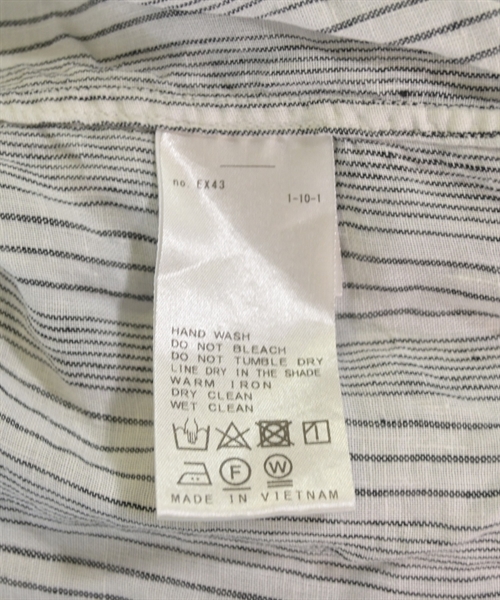 no. EX43
1-10-1
HAND WASH
DO NOT BLEACH
DO NOT TUMBLE DRY
LINE DRY IN THE SHADE
WARM IRON
DRY CLEAN
WET CLEAN
F
W
MADE IN VIETNAM